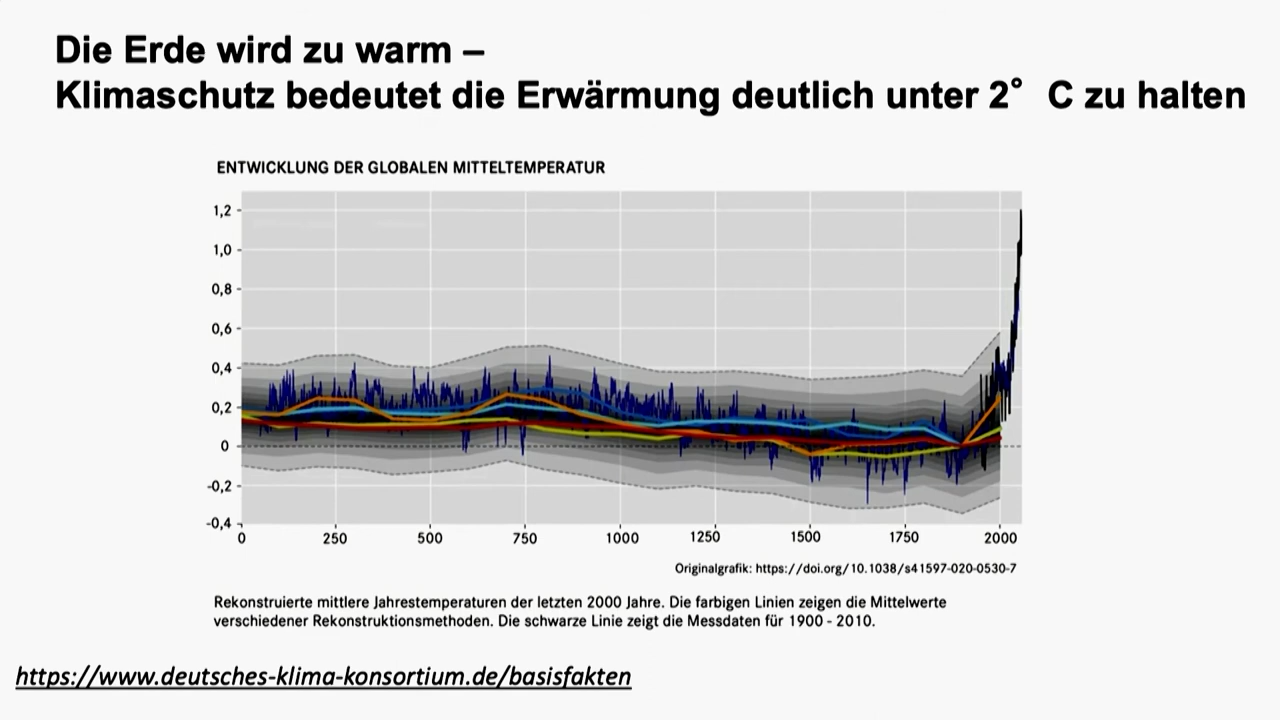 Die Erde wird zu warm –
Klimaschutz bedeutet die Erwärmung deutlich unter 2° C zu halten
ENTWICKLUNG DER GLOBALEN MITTELTEMPERATUR
1,2
1,0
0,8
0,6
0,4
0,2
0
-0,2
-0,4
0 250 500 750 1000 1250 1500 1750 2000
Originalgrafik: https://doi.org/10.1038/s41597-020-0530-7
Rekonstruierte mittlere Jahrestemperaturen der letzten 2000 Jahre. Die farbigen Linien zeigen die Mittelwerte
verschiedener Rekonstruktionsmethoden. Die schwarze Linie zeigt die Messdaten für 1900 - 2010.
https://www.deutsches-klima-konsortium.de/basisfakten